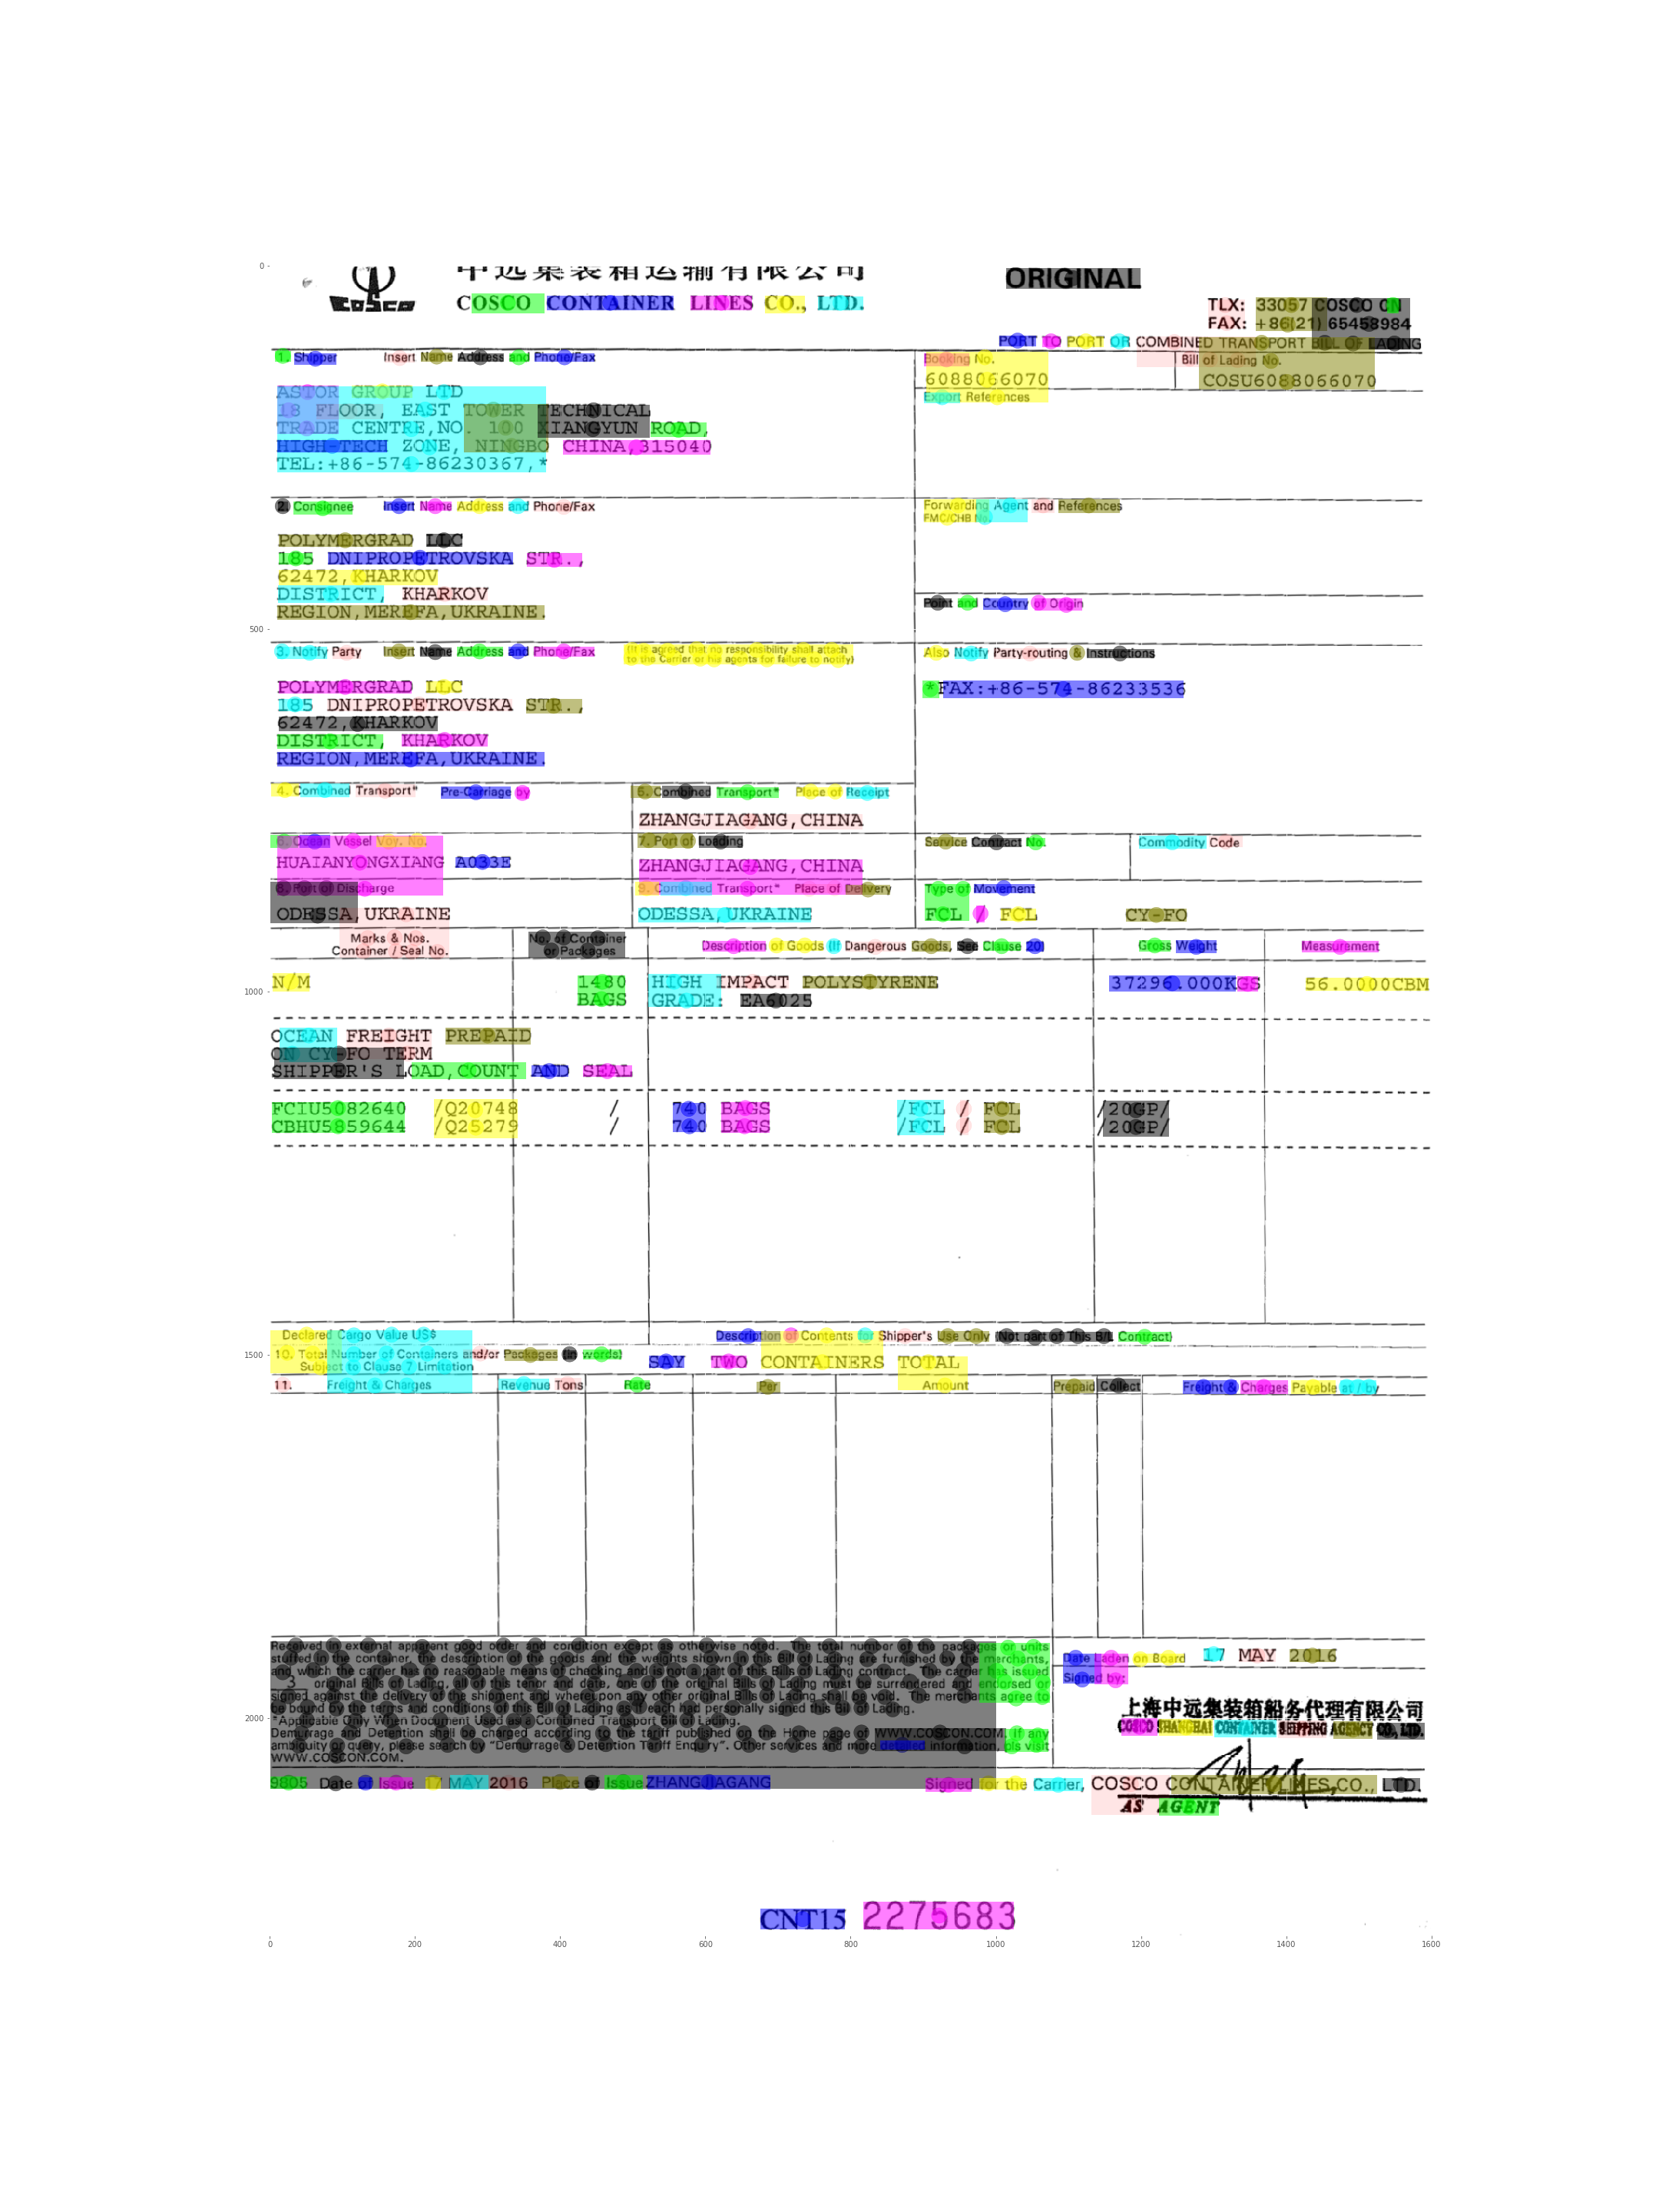 中远集装箱运输有限公司
ORIGINAL
COSCO
COSCO CONTAINER LINES CO., LTD.
TLX: 33057 COSCO CN
FAX: +86(21) 65458984
PORT TO PORT OR COMBINED TRANSPORT BILL OF LADING
1. Shipper Insert Name Address and Phone/Fax
Booking No.
6088066070
Bill of Lading No.
COSU6088066070
Export References
ASTOR GROUP LTD
18 FLOOR, EAST TOWER TECHNICAL
TRADE CENTRE,NO. 100 XIANGYUN ROAD,
HIGH-TECH ZONE, NINGBO CHINA,315040
TEL:+86-574-86230367,*
2. Consignee Insert Name Address and Phone/Fax
Forwarding Agent and References
FMC/CHB No.
POLYMERGRAD LLC
185 DNIPROPETROVSKA STR.,
62472,KHARKOV
DISTRICT, KHARKOV
REGION,MEREFA,UKRAINE.
Point and Country of Origin
3. Notify Party Insert Name Address and Phone/Fax
(It is agreed that no responsibility shall attach
to the Carrier or his agents for failure to notify)
Also Notify Party-routing & Instructions
POLYMERGRAD LLC
185 DNIPROPETROVSKA STR.,
62472,KHARKOV
DISTRICT, KHARKOV
REGION,MEREFA,UKRAINE.
*FAX:+86-574-86233536
4. Combined Transport* Pre-Carriage by
5. Combined Transport* Place of Receipt
ZHANGJIAGANG,CHINA
6. Ocean Vessel Voy. No.
HUAIANYONGXIANG A033E
7. Port of Loading
ZHANGJIAGANG,CHINA
Service Contract No.
Commodity Code
8. Port of Discharge
ODESSA,UKRAINE
9. Combined Transport* Place of Delivery
ODESSA,UKRAINE
Type of Movement
FCL / FCL CY-FO
Marks & Nos.
Container / Seal No.
No. of Container
or Packages
Description of Goods (If Dangerous Goods, See Clause 20)
Gross Weight
Measurement
N/M 1480 HIGH IMPACT POLYSTYRENE 37296.000KGS 56.0000CBM
BAGS GRADE: EA6025
OCEAN FREIGHT PREPAID
ON CY-FO TERM
SHIPPER'S LOAD,COUNT AND SEAL
FCIU5082640 /Q20748 / 740 BAGS /FCL / FCL /20GP/
CBHU5859644 /Q25279 / 740 BAGS /FCL / FCL /20GP/
Declared Cargo Value US$
Description of Contents for Shipper's Use Only (Not part of This B/L Contract)
10. Total Number of Containers and/or Packages (in words)
Subject to Clause 7 Limitation
SAY TWO CONTAINERS TOTAL
11. Freight & Charges Revenue Tons Rate Per Amount Prepaid Collect Freight & Charges Payable at / by
Received in external apparent good order and condition except as otherwise noted. The total number of the packages or units
stuffed in the container, the description of the goods and the weights shown in this Bill of Lading are furnished by the merchants,
and which the carrier has no reasonable means of checking and is not a part of this Bills of Lading contract. The carrier has issued
3 original Bills of Lading, all of this tenor and date, one of the original Bills of Lading must be surrendered and endorsed or
signed against the delivery of the shipment and whereupon any other original Bills of Lading shall be void. The merchants agree to
be bound by the terms and conditions of this Bill of Lading as if each had personally signed this Bill of Lading.
*Applicable Only When Document Used as a Combined Transport Bill of Lading.
Demurrage and Detention shall be charged according to the tariff published on the Home page of WWW.COSCON.COM. If any
ambiguity or query, please search by "Demurrage & Detention Tariff Enquiry". Other services and more detailed information, pls visit
WWW.COSCON.COM.
Date Laden on Board 17 MAY 2016
Signed by:
上海中远集装箱船务代理有限公司
COSCO SHANGHAI CONTAINER SHIPPING AGENCY CO., LTD.
9805 Date of Issue 17 MAY 2016 Place of Issue ZHANGJIAGANG
Signed for the Carrier, COSCO CONTAINER LINES,CO., LTD.
AS AGENT
CNT15 2275683
0
500
1000
1500
2000
0 200 400 600 800 1000 1200 1400 1600